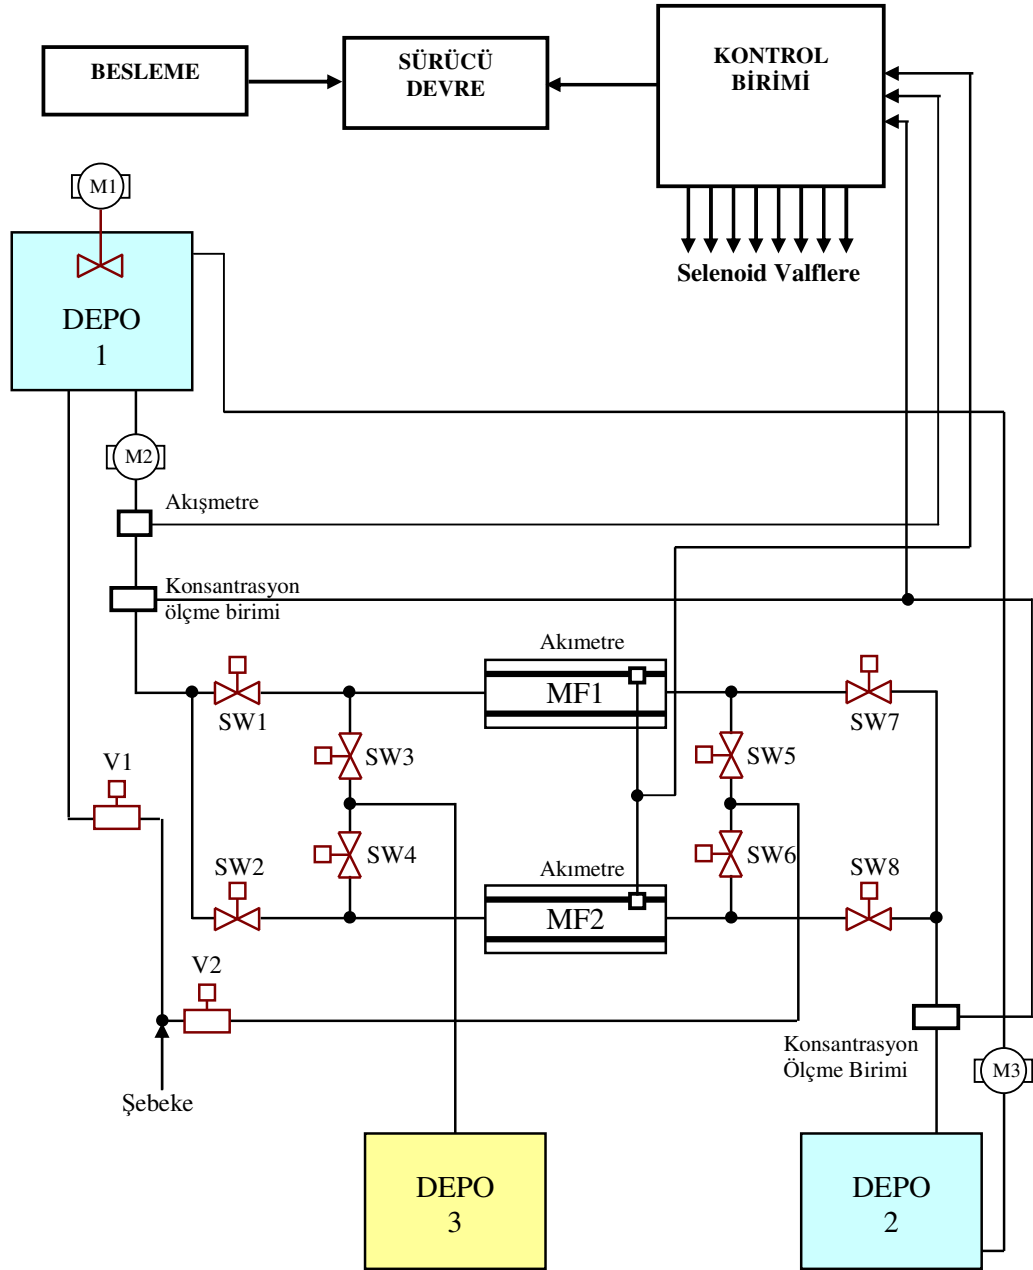 BESLEME
SÜRÜCÜ
DEVRE
KONTROL
BİRİMİ
M1
Selenoid Valflere
DEPO
1
M2
Akışmetre
Konsantrasyon
ölçme birimi
Akımetre
MF1
SW1
SW7
SW3
SW5
V1
SW4
SW6
SW2
Akımetre
SW8
MF2
V2
Konsantrasyon
Ölçme Birimi
M3
Şebeke
DEPO
3
DEPO
2